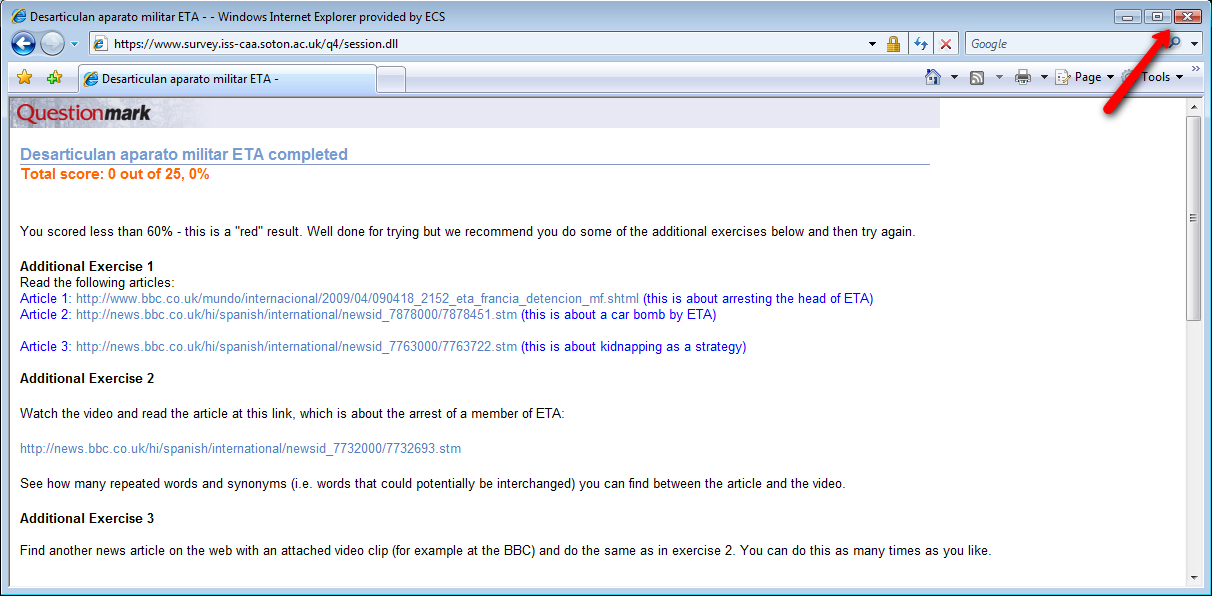 Desarticulan aparato militar ETA - - Windows Internet Explorer provided by ECS
https://www.survey.iss-caa.soton.ac.uk/q4/session.dll
Google
Desarticulan aparato militar ETA -
Page
Tools
Questionmark
Desarticulan aparato militar ETA completed
Total score: 0 out of 25, 0%
You scored less than 60% - this is a "red" result. Well done for trying but we recommend you do some of the additional exercises below and then try again.
Additional Exercise 1
Read the following articles:
Article 1: http://www.bbc.co.uk/mundo/internacional/2009/04/090418_2152_eta_francia_detencion_mf.shtml (this is about arresting the head of ETA)
Article 2: http://news.bbc.co.uk/hi/spanish/international/newsid_7878000/7878451.stm (this is about a car bomb by ETA)
Article 3: http://news.bbc.co.uk/hi/spanish/international/newsid_7763000/7763722.stm (this is about kidnapping as a strategy)
Additional Exercise 2
Watch the video and read the article at this link, which is about the arrest of a member of ETA:
http://news.bbc.co.uk/hi/spanish/international/newsid_7732000/7732693.stm
See how many repeated words and synonyms (i.e. words that could potentially be interchanged) you can find between the article and the video.
Additional Exercise 3
Find another news article on the web with an attached video clip (for example at the BBC) and do the same as in exercise 2. You can do this as many times as you like.